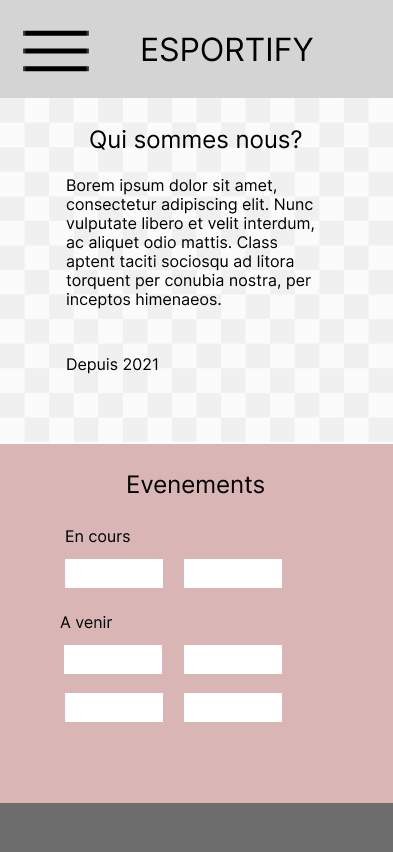 ESPORTIFY
Qui sommes nous?
Borem ipsum dolor sit amet,
consectetur adipiscing elit. Nunc
vulputate libero et velit interdum,
ac aliquet odio mattis. Class
aptent taciti sociosqu ad litora
torquent per conubia nostra, per
inceptos himenaeos.
Depuis 2021
Evenements
En cours
A venir